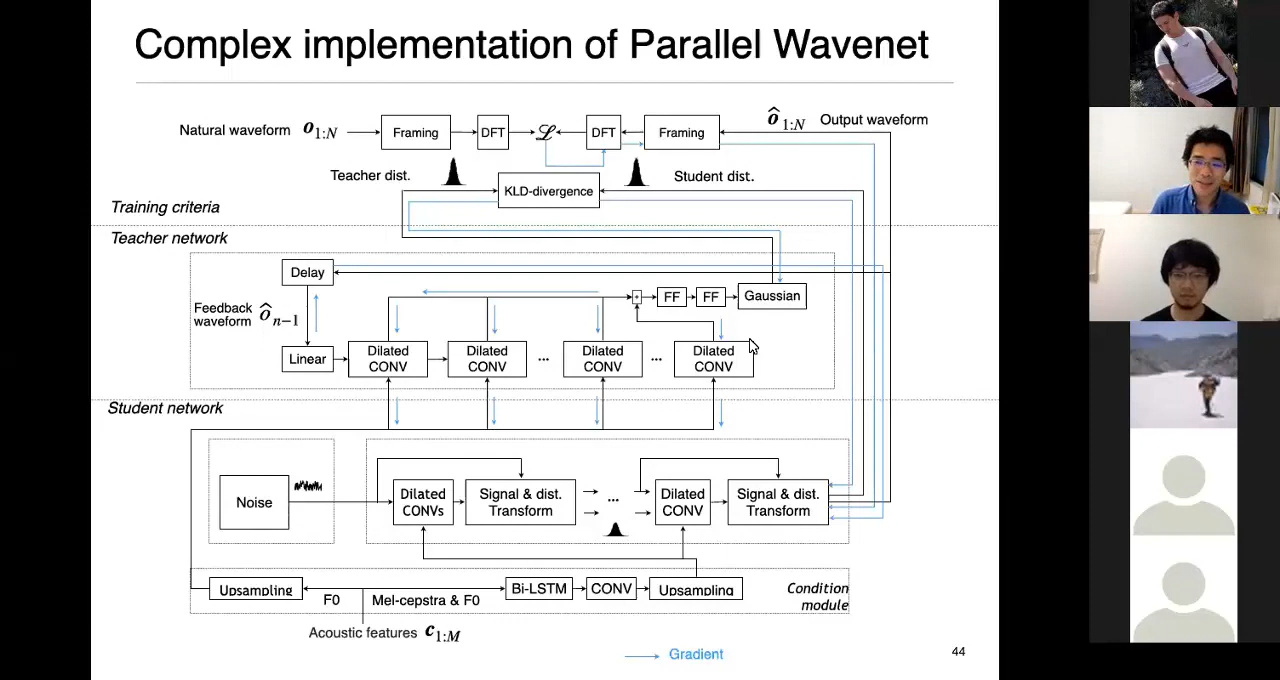 Complex implementation of Parallel Wavenet
Natural waveform o1:N
Framing
DFT
ℒ
DFT
Framing
ô1:N Output waveform
Teacher dist.
KLD-divergence
Student dist.
Training criteria
Teacher network
Delay
Feedback
waveform ôn−1
+
FF
FF
Gaussian
Linear
Dilated
CONV
Dilated
CONV
...
Dilated
CONV
...
Dilated
CONV
Student network
Noise
Dilated
CONVs
Signal & dist.
Transform
...
Dilated
CONV
Signal & dist.
Transform
Upsampling
F0
Mel-cepstra & F0
Bi-LSTM
CONV
Upsampling
Condition
module
Acoustic features c1:M
Gradient
44